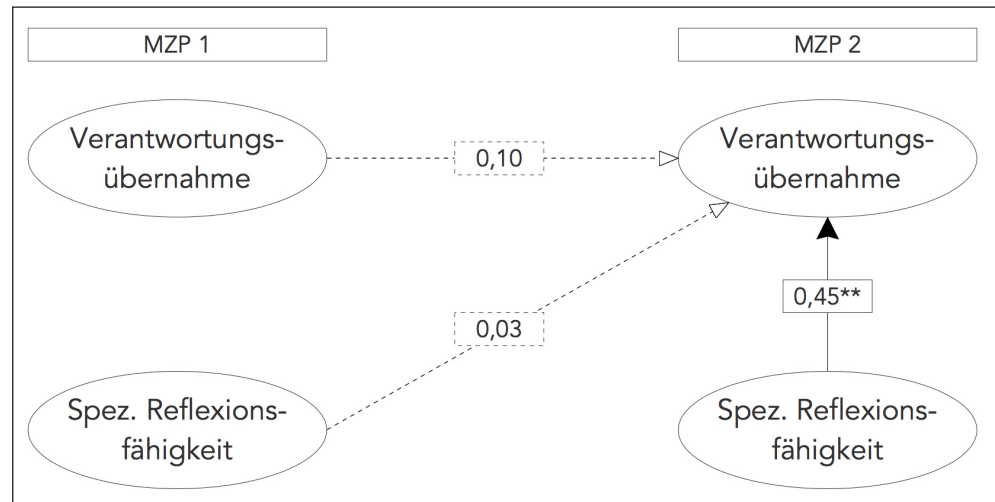 MZP 1
MZP 2
Verantwortungs-
übernahme
0,10
Verantwortungs-
übernahme
0,45**
0,03
Spez. Reflexions-
fähigkeit
Spez. Reflexions-
fähigkeit